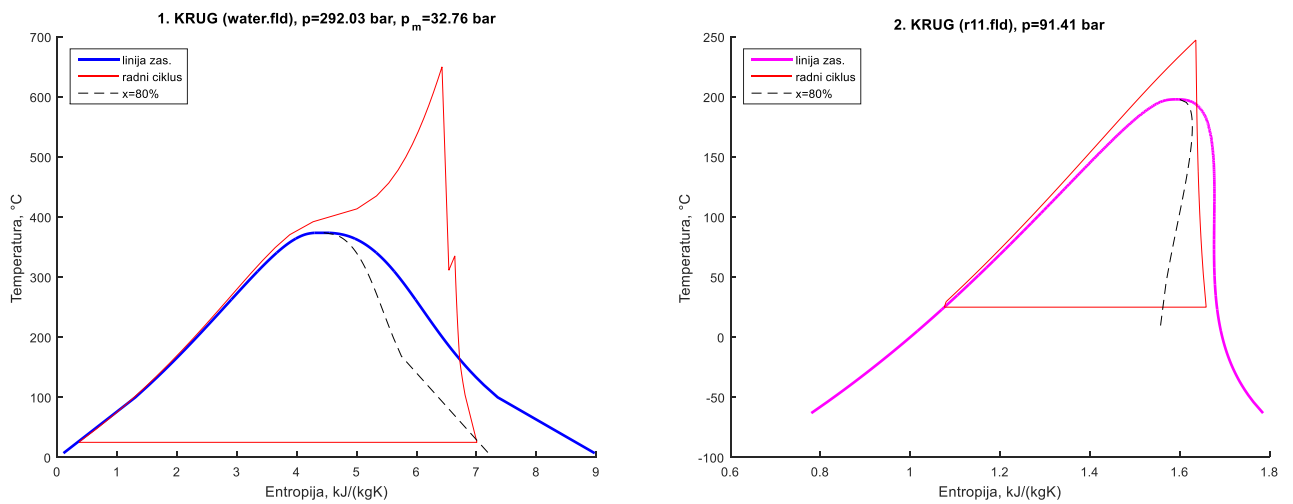 1. KRUG (water.fld), p=292.03 bar, pm=32.76 bar
700
600
500
400
300
200
100
0
Temperatura, °C
linija zas.
radni ciklus
x=80%
0 1 2 3 4 5 6 7 8 9
Entropija, kJ/(kgK)
2. KRUG (r11.fld), p=91.41 bar
250
200
150
100
50
0
-50
-100
Temperatura, °C
linija zas.
radni ciklus
x=80%
0.6 0.8 1 1.2 1.4 1.6 1.8
Entropija, kJ/(kgK)